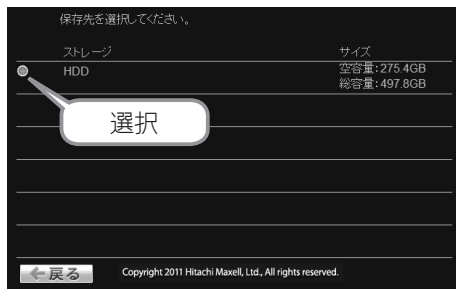 保存先を選択してください。
ストレージ サイズ
HDD 空容量:275.4GB
総容量:497.8GB
選択
戻る Copyright 2011 Hitachi Maxell, Ltd., All rights reserved.